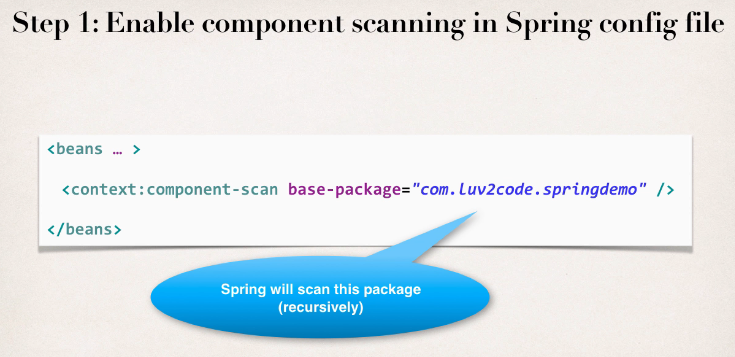 Step 1: Enable component scanning in Spring config file
<beans … >
<context:component-scan base-package="com.luv2code.springdemo" />
</beans>
Spring will scan this package
(recursively)